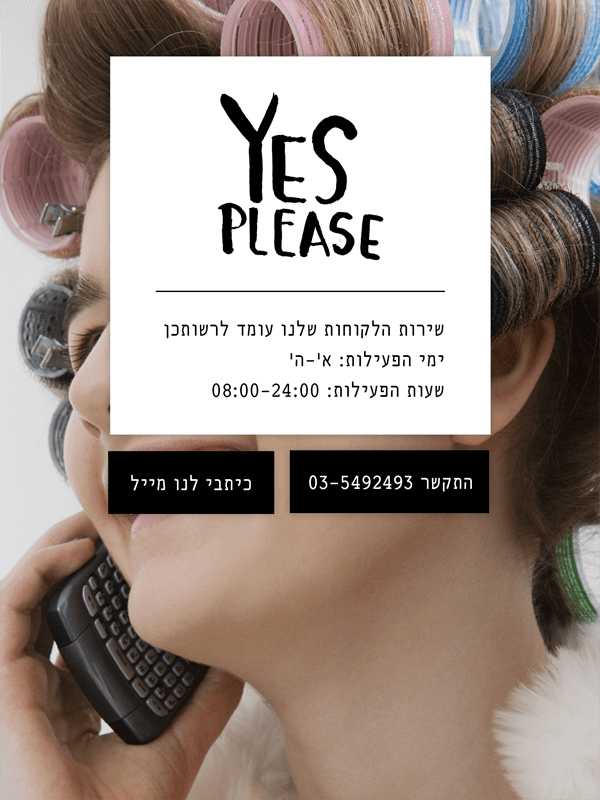 YES
PLEASE
שירות הלקוחות שלנו עומד לרשותכן
ימי הפעילות: א'-ה'
שעות הפעילות: 08:00-24:00
התקשר 03-5492493
כיתבי לנו מייל